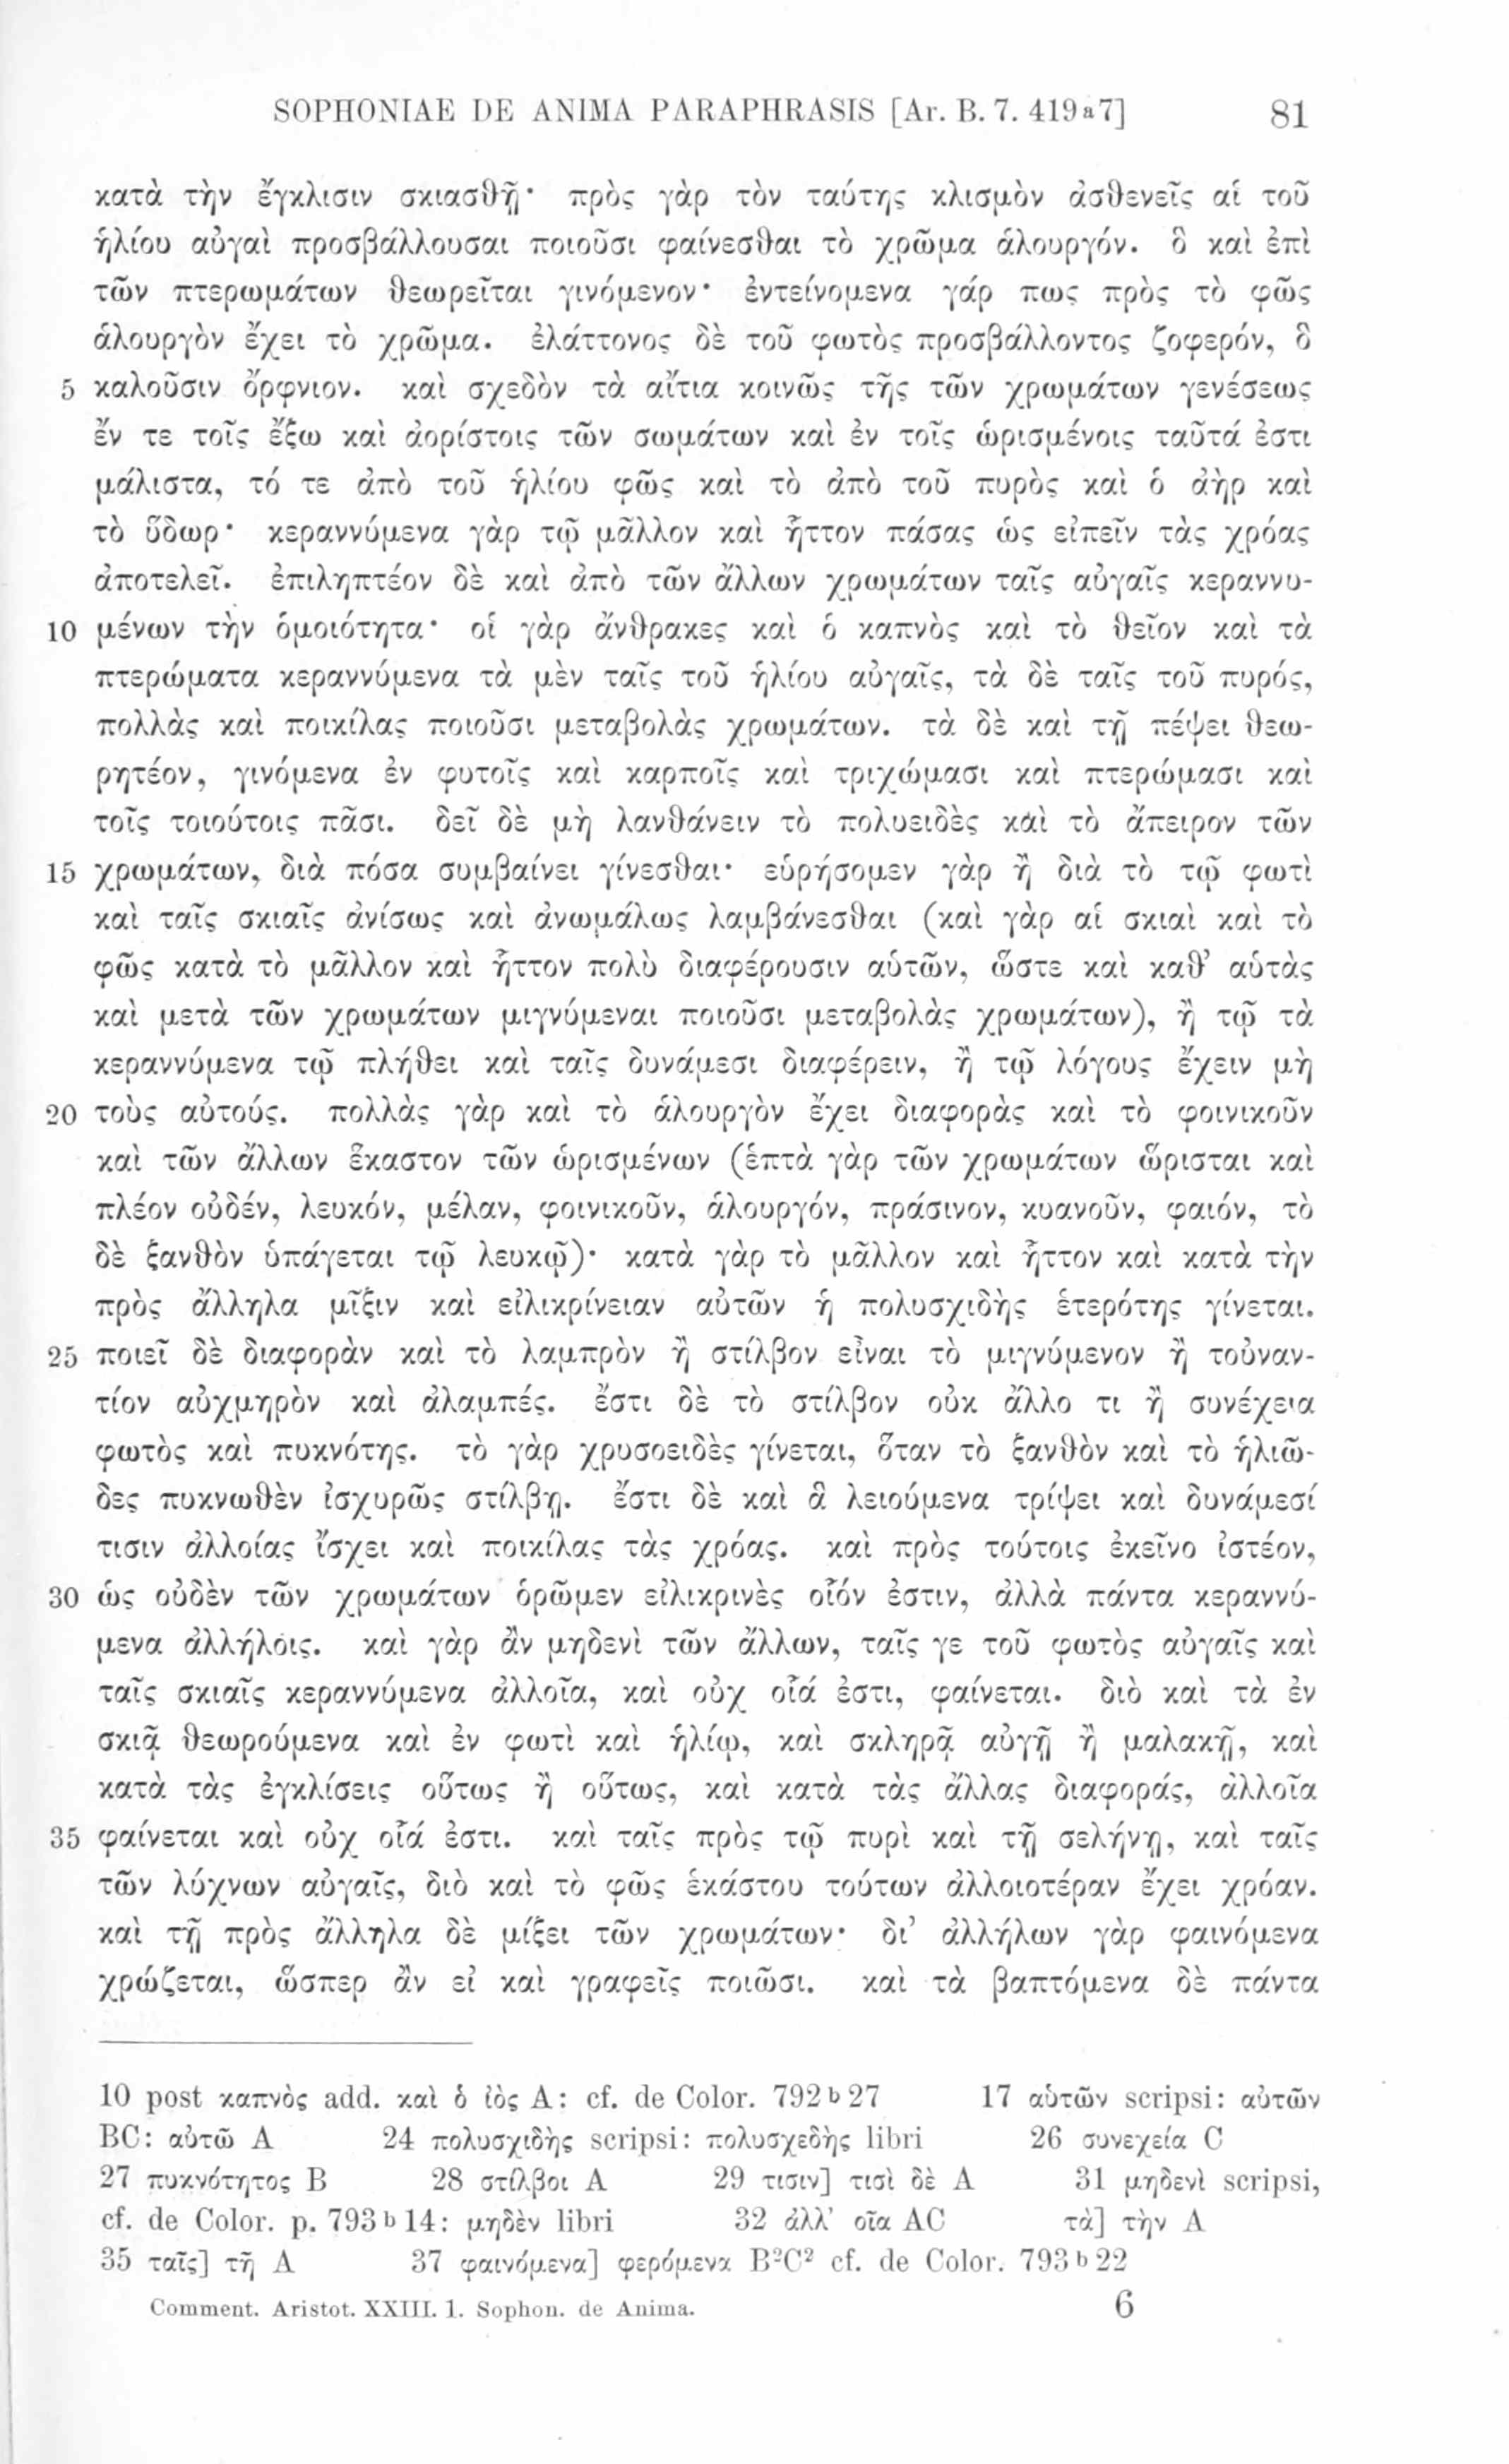 SOPHONIAE DE ANIMA PARAPHRASIS [Ar. B. 7. 419a7] 81
κατὰ τὴν ἔγκλισιν σκιασθῇ· πρὸς γὰρ τὸν ταύτης κλισμὸν ἀσθενεῖς αἱ τοῦ
ἡλίου αὐγαὶ προσβάλλουσαι ποιοῦσι φαίνεσθαι τὸ χρῶμα ἁλουργόν. ὃ καὶ ἐπὶ
τῶν πτερωμάτων θεωρεῖται γινόμενον· ἐντείνομενα γάρ πως πρὸς τὸ φῶς
ἁλουργὸν ἔχει τὸ χρῶμα. ἐλάττονος δὲ τοῦ φωτὸς προσβάλλοντος ζοφερόν, ὃ
5 καλοῦσιν ὄρφνιον. καὶ σχεδὸν τὰ αἴτια κοινῶς τῆς τῶν χρωμάτων γενέσεως
ἔν τε τοῖς ἔξω καὶ ἀορίστοις τῶν σωμάτων καὶ ἐν τοῖς ὡρισμένοις ταῦτά ἐστι
μάλιστα, τό τε ἀπὸ τοῦ ἡλίου φῶς καὶ τὸ ἀπὸ τοῦ πυρὸς καὶ ὁ ἀὴρ καὶ
τὸ ὕδωρ· κεραννύμενα γὰρ τῷ μᾶλλον καὶ ἧττον πάσας ὡς εἰπεῖν τὰς χρόας
ἀποτελεῖ. ἐπιληπτέον δὲ καὶ ἀπὸ τῶν ἄλλων χρωμάτων ταῖς αὐγαῖς κεραννυ-
10 μένων τὴν ὁμοιότητα· οἱ γὰρ ἄνθρακες καὶ ὁ καπνὸς καὶ τὸ θεῖον καὶ τὰ
πτερώματα κεραννύμενα τὰ μὲν ταῖς τοῦ ἡλίου αὐγαῖς, τὰ δὲ ταῖς τοῦ πυρός,
πολλὰς καὶ ποικίλας ποιοῦσι μεταβολὰς χρωμάτων. τὰ δὲ καὶ τῇ πέψει θεω-
ρητέον, γινόμενα ἐν φυτοῖς καὶ καρποῖς καὶ τριχώμασι καὶ πτερώμασι καὶ
τοῖς τοιούτοις πᾶσι. δεῖ δὲ μὴ λανθάνειν τὸ πολυειδὲς καὶ τὸ ἄπειρον τῶν
15 χρωμάτων, διὰ πόσα συμβαίνει γίνεσθαι· εὑρήσομεν γὰρ ἢ διὰ τὸ τῷ φωτὶ
καὶ ταῖς σκιαῖς ἀνίσως καὶ ἀνωμάλως λαμβάνεσθαι (καὶ γὰρ αἱ σκιαὶ καὶ τὸ
φῶς κατὰ τὸ μᾶλλον καὶ ἧττον πολὺ διαφέρουσιν αὑτῶν, ὥστε καὶ καθ’ αὑτὰς
καὶ μετὰ τῶν χρωμάτων μιγνύμεναι ποιοῦσι μεταβολὰς χρωμάτων), ἢ τῷ τὰ
κεραννύμενα τῷ πλήθει καὶ ταῖς δυνάμεσι διαφέρειν, ἢ τῷ λόγους ἔχειν μὴ
20 τοὺς αὐτούς. πολλὰς γὰρ καὶ τὸ ἁλουργὸν ἔχει διαφορὰς καὶ τὸ φοινικοῦν
καὶ τῶν ἄλλων ἕκαστον τῶν ὡρισμένων (ἑπτὰ γὰρ τῶν χρωμάτων ὥρισται καὶ
πλέον οὐδέν, λευκόν, μέλαν, φοινικοῦν, ἁλουργόν, πράσινον, κυανοῦν, φαιόν, τὸ
δὲ ξανθὸν ὑπάγεται τῷ λευκῷ)· κατὰ γὰρ τὸ μᾶλλον καὶ ἧττον καὶ κατὰ τὴν
πρὸς ἄλληλα μῖξιν καὶ εἰλικρίνειαν αὐτῶν ἡ πολυσχιδὴς ἑτερότης γίνεται.
25 ποιεῖ δὲ διαφορὰν καὶ τὸ λαμπρὸν ἢ στίλβον εἶναι τὸ μιγνύμενον ἢ τοὐναν-
τίον αὐχμηρὸν καὶ ἀλαμπές. ἔστι δὲ τὸ στίλβον οὐκ ἄλλο τι ἢ συνέχεια
φωτὸς καὶ πυκνότης. τὸ γὰρ χρυσοειδὲς γίνεται, ὅταν τὸ ξανθὸν καὶ τὸ ἡλιῶ-
δες πυκνωθὲν ἰσχυρῶς στίλβῃ. ἔστι δὲ καὶ ἃ λειούμενα τρίψει καὶ δυνάμεσί
τισιν ἀλλοίας ἴσχει καὶ ποικίλας τὰς χρόας. καὶ πρὸς τούτοις ἐκεῖνο ἰστέον,
30 ὡς οὐδὲν τῶν χρωμάτων ὁρῶμεν εἰλικρινὲς οἷόν ἐστιν, ἀλλὰ πάντα κεραννύ-
μενα ἀλλήλοις. καὶ γὰρ ἂν μηδενὶ τῶν ἄλλων, ταῖς γε τοῦ φωτὸς αὐγαῖς καὶ
ταῖς σκιαῖς κεραννύμενα ἀλλοῖα, καὶ οὐχ οἷά ἐστι, φαίνεται. διὸ καὶ τὰ ἐν
σκιᾷ θεωρούμενα καὶ ἐν φωτὶ καὶ ἡλίῳ, καὶ σκληρᾷ αὐγῇ ἢ μαλακῇ, καὶ
κατὰ τὰς ἐγκλίσεις οὕτως ἢ οὕτως, καὶ κατὰ τὰς ἄλλας διαφοράς, ἀλλοῖα
35 φαίνεται καὶ οὐχ οἷά ἐστι. καὶ ταῖς πρὸς τῷ πυρὶ καὶ τῇ σελήνῃ, καὶ ταῖς
τῶν λύχνων αὐγαῖς, διὸ καὶ τὸ φῶς ἑκάστου τούτων ἀλλοιοτέραν ἔχει χρόαν.
καὶ τῇ πρὸς ἄλληλα δὲ μίξει τῶν χρωμάτων· δι’ ἀλλήλων γὰρ φαινόμενα
χρώζεται, ὥσπερ ἂν εἰ καὶ γραφεῖς ποιῶσι. καὶ τὰ βαπτόμενα δὲ πάντα
10 post καπνὸς add. καὶ ὁ ἰὸς A: cf. de Color. 792b27 17 αὑτῶν scripsi: αὐτῶν
BC: αὐτῶ A 24 πολυσχιδὴς scripsi: πολυσχεδὴς libri 26 συνεχεία C
27 πυκνότητος B 28 στίλβοι A 29 τισιν] τισὶ δὲ A 31 μηδενὶ scripsi,
cf. de Color. p. 793b14: μηδὲν libri 32 ἀλλ’ οἷα AC τὰ] τὴν A
35 ταῖς] τῆ A 37 φαινόμενα] φερόμενα B²C² cf. de Color. 793b22
Comment. Aristot. XXIII. 1. Sophon. de Anima. 6